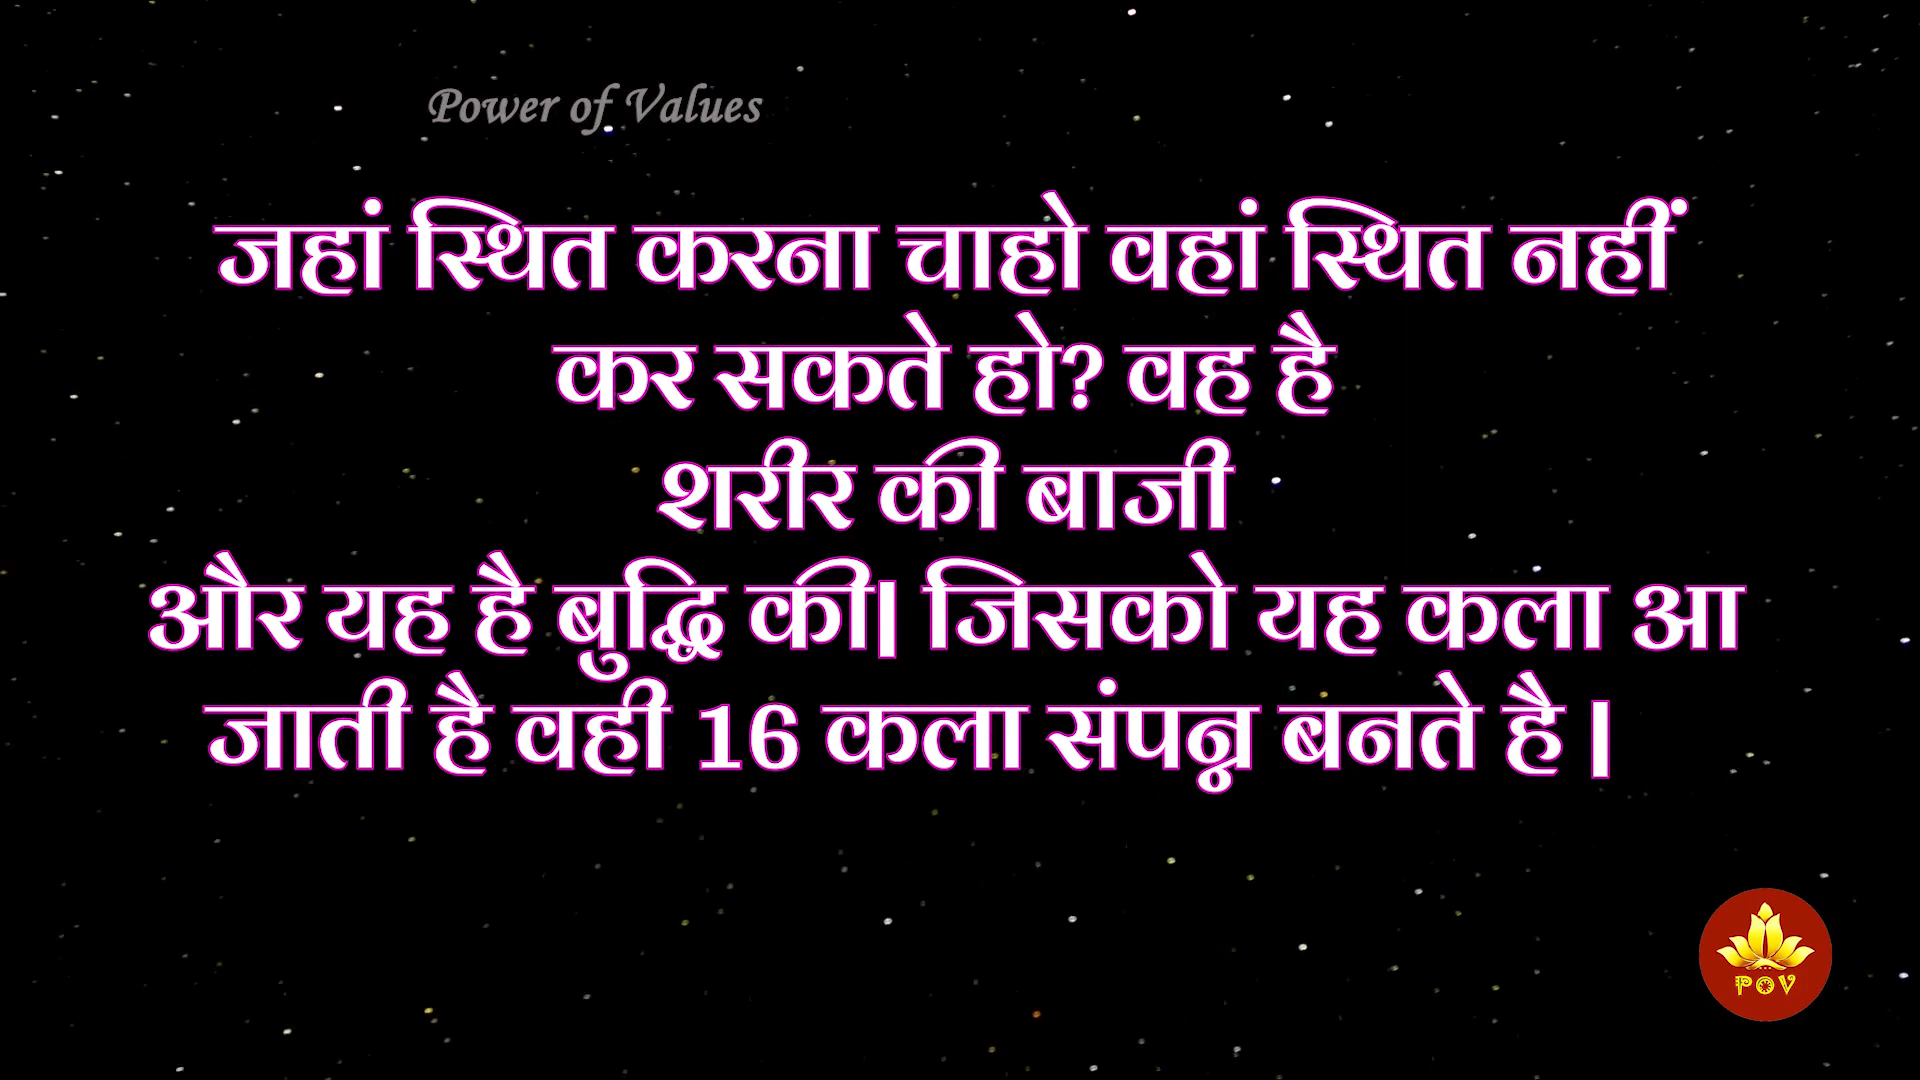 Power of Values
जहां स्थित करना चाहो वहां स्थित नहीं
कर सकते हो? वह है
शरीर की बाजी
और यह है बुद्धि की| जिसको यह कला आ
जाती है वही 16 कला संपन्न बनते है |
POV